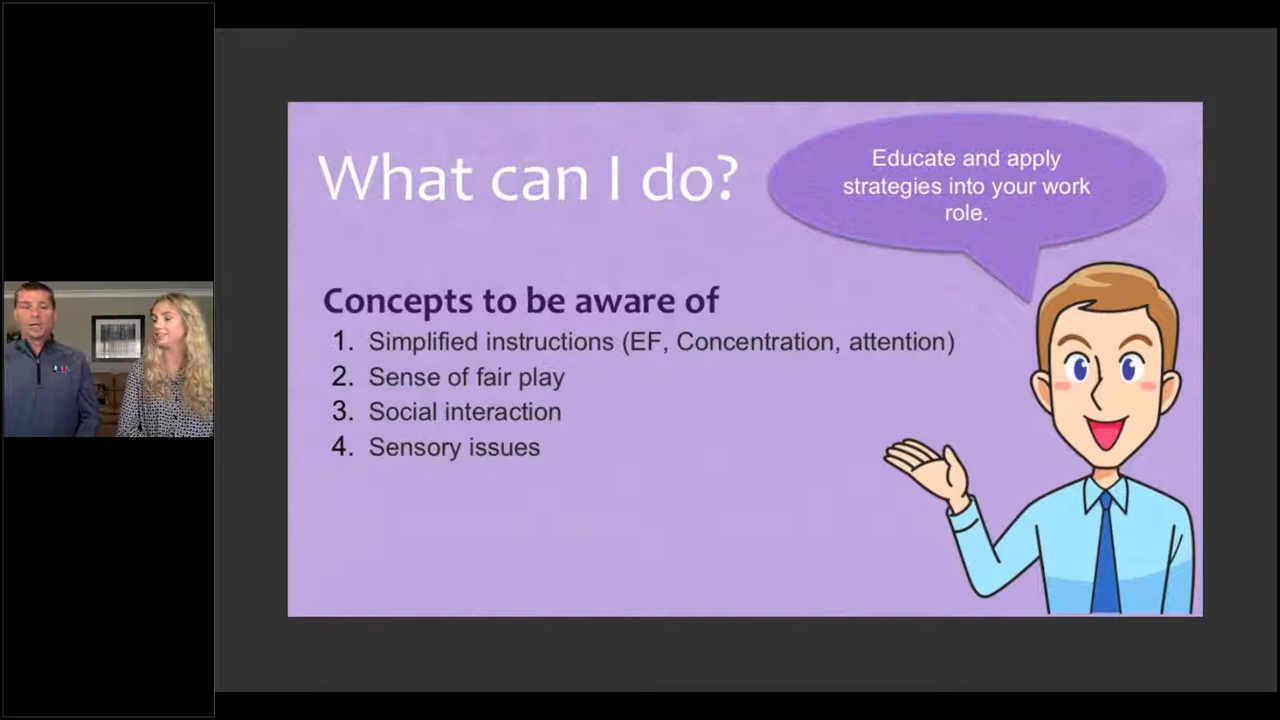 What can I do?
Educate and apply
strategies into your work
role.
Concepts to be aware of
1. Simplified instructions (EF, Concentration, attention)
2. Sense of fair play
3. Social interaction
4. Sensory issues